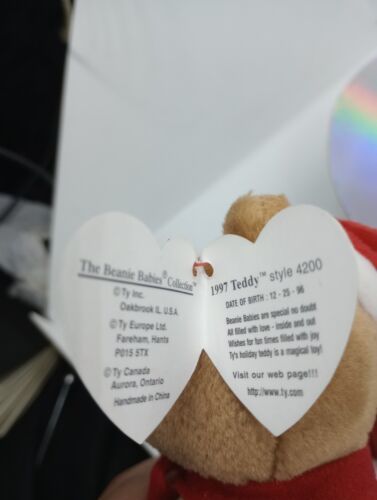 The Beanie Babies® Collection™
©Ty Inc.
Oakbrook IL. U.S.A.
©Ty Europe Ltd.
Fareham, Hants
P015 5TX
©Ty Canada
Aurora, Ontario
Handmade in China
1997 Teddy™ style 4200
DATE OF BIRTH : 12 - 25 - 96
Beanie Babies are special no doubt
All filled with love - inside and out
Wishes for fun times filled with joy
Ty's holiday teddy is a magical toy!
Visit our web page!!!
http://www.ty.com